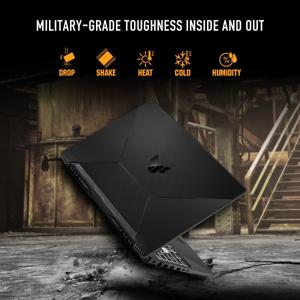 MILITARY-GRADE TOUGHNESS INSIDE AND OUT
DROP
SHAKE
HEAT
COLD
HUMIDITY